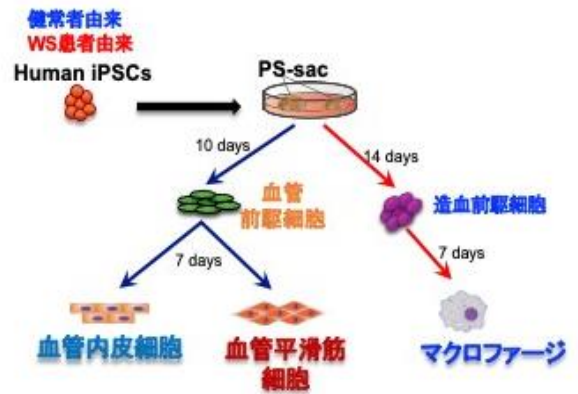 健常者由来
WS患者由来
Human iPSCs
PS-sac
10 days
14 days
血管
前駆細胞
造血前駆細胞
7 days
7 days
血管内皮細胞
血管平滑筋
細胞
マクロファージ